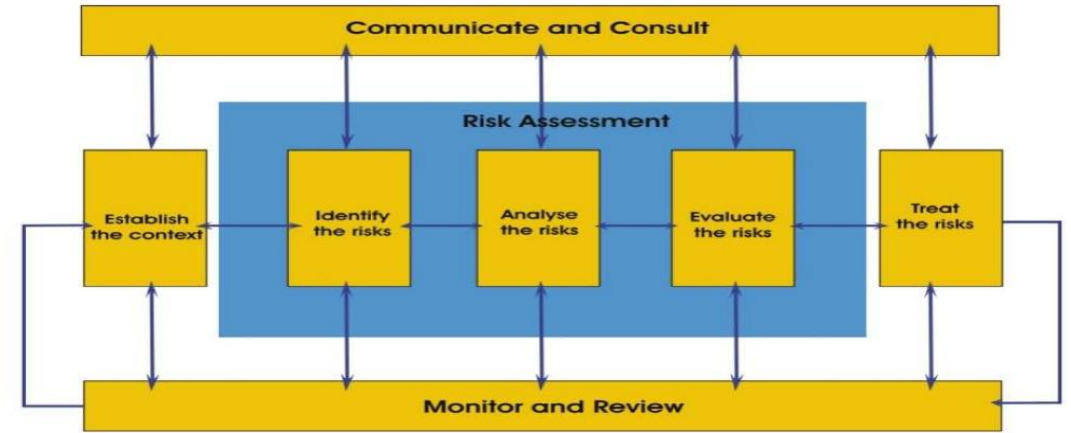 Communicate and Consult
Risk Assessment
Establish
the context
Identify
the risks
Analyse
the risks
Evaluate
the risks
Treat
the risks
Monitor and Review